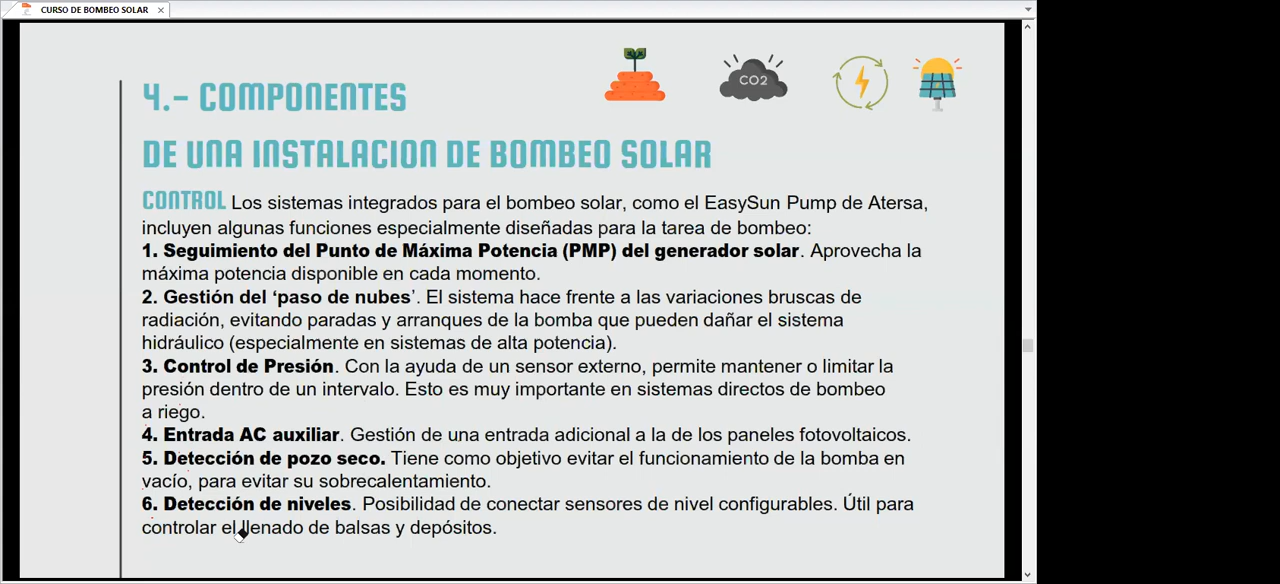 CURSO DE BOMBEO SOLAR
CO2
4.- COMPONENTES
DE UNA INSTALACION DE BOMBEO SOLAR
CONTROL Los sistemas integrados para el bombeo solar, como el EasySun Pump de Atersa,
incluyen algunas funciones especialmente diseñadas para la tarea de bombeo:
1. Seguimiento del Punto de Máxima Potencia (PMP) del generador solar. Aprovecha la
máxima potencia disponible en cada momento.
2. Gestión del ‘paso de nubes’. El sistema hace frente a las variaciones bruscas de
radiación, evitando paradas y arranques de la bomba que pueden dañar el sistema
hidráulico (especialmente en sistemas de alta potencia).
3. Control de Presión. Con la ayuda de un sensor externo, permite mantener o limitar la
presión dentro de un intervalo. Esto es muy importante en sistemas directos de bombeo
a riego.
4. Entrada AC auxiliar. Gestión de una entrada adicional a la de los paneles fotovoltaicos.
5. Detección de pozo seco. Tiene como objetivo evitar el funcionamiento de la bomba en
vacío, para evitar su sobrecalentamiento.
6. Detección de niveles. Posibilidad de conectar sensores de nivel configurables. Útil para
controlar el llenado de balsas y depósitos.